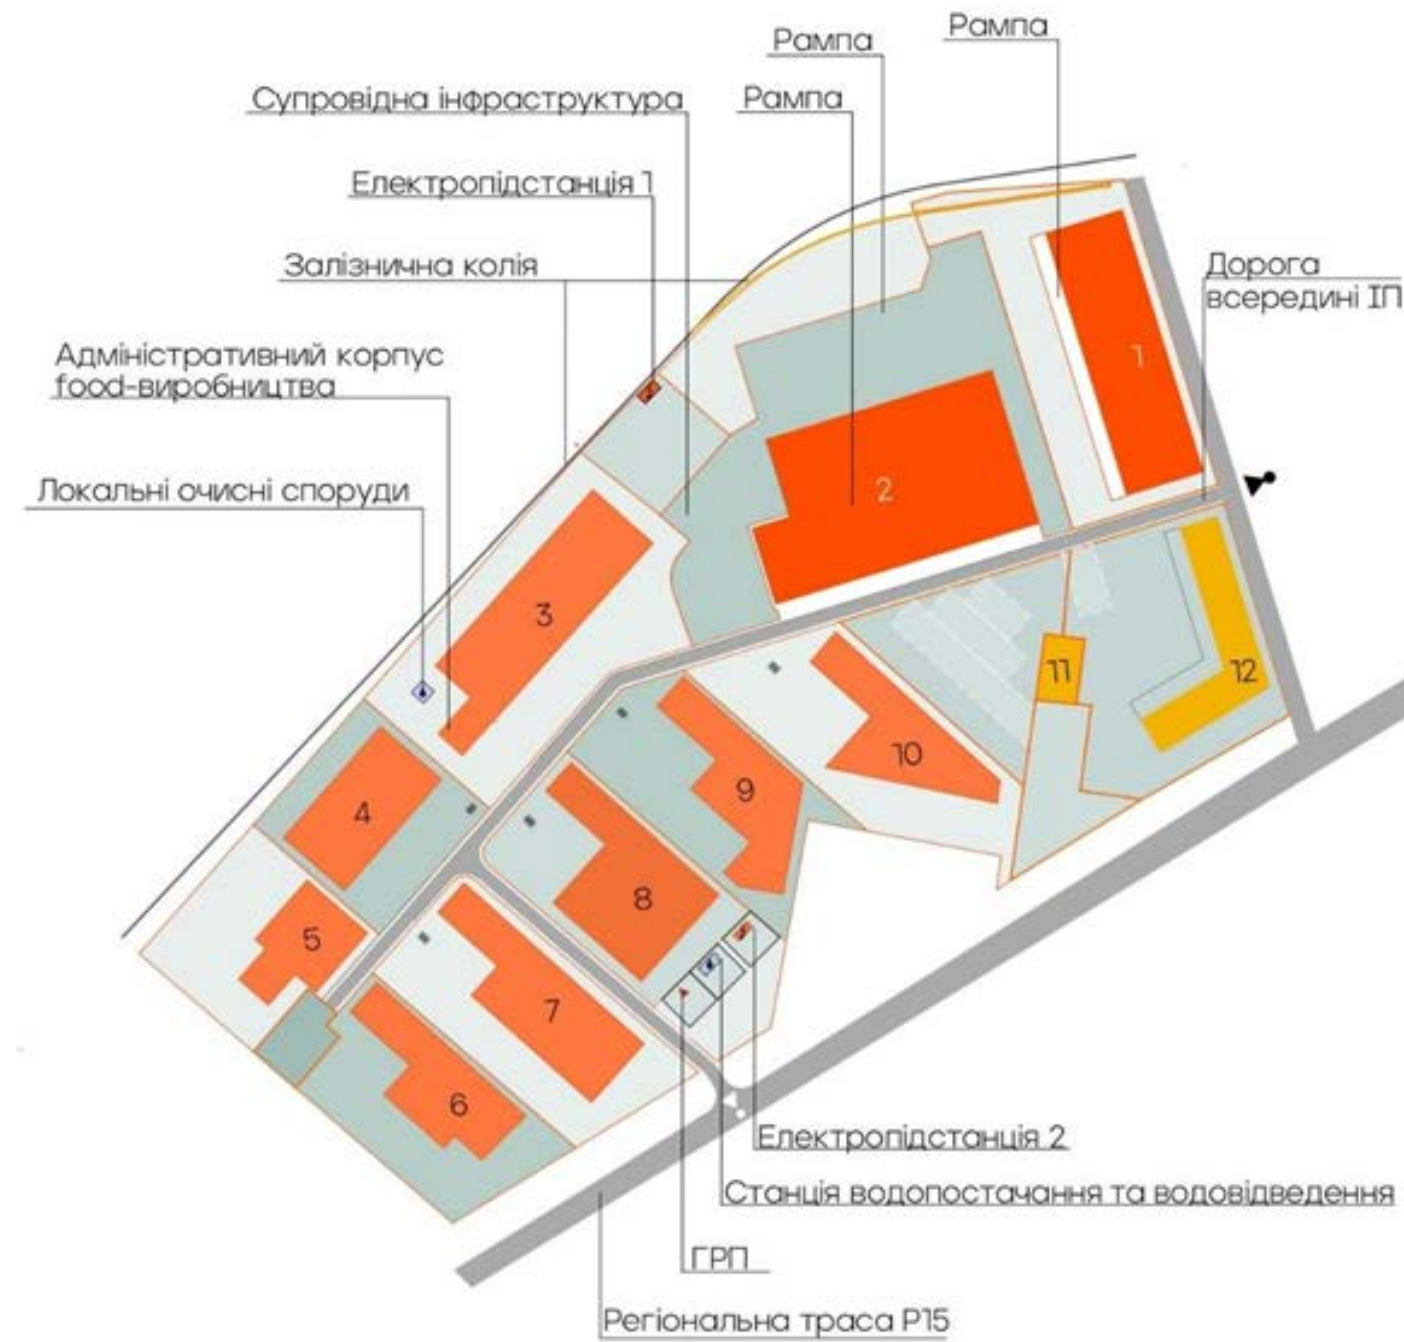 Рампа
Рампа
Супровідна інфраструктура
Рампа
Електропідстанція 1
Залізнична колія
Дорога
всередині ІП
Адміністративний корпус
food-виробництва
Локальні очисні споруди
1
2
3
11
12
10
9
4
8
5
7
6
Електропідстанція 2
Станція водопостачання та водовідведення
ГРП
Регіональна траса Р15